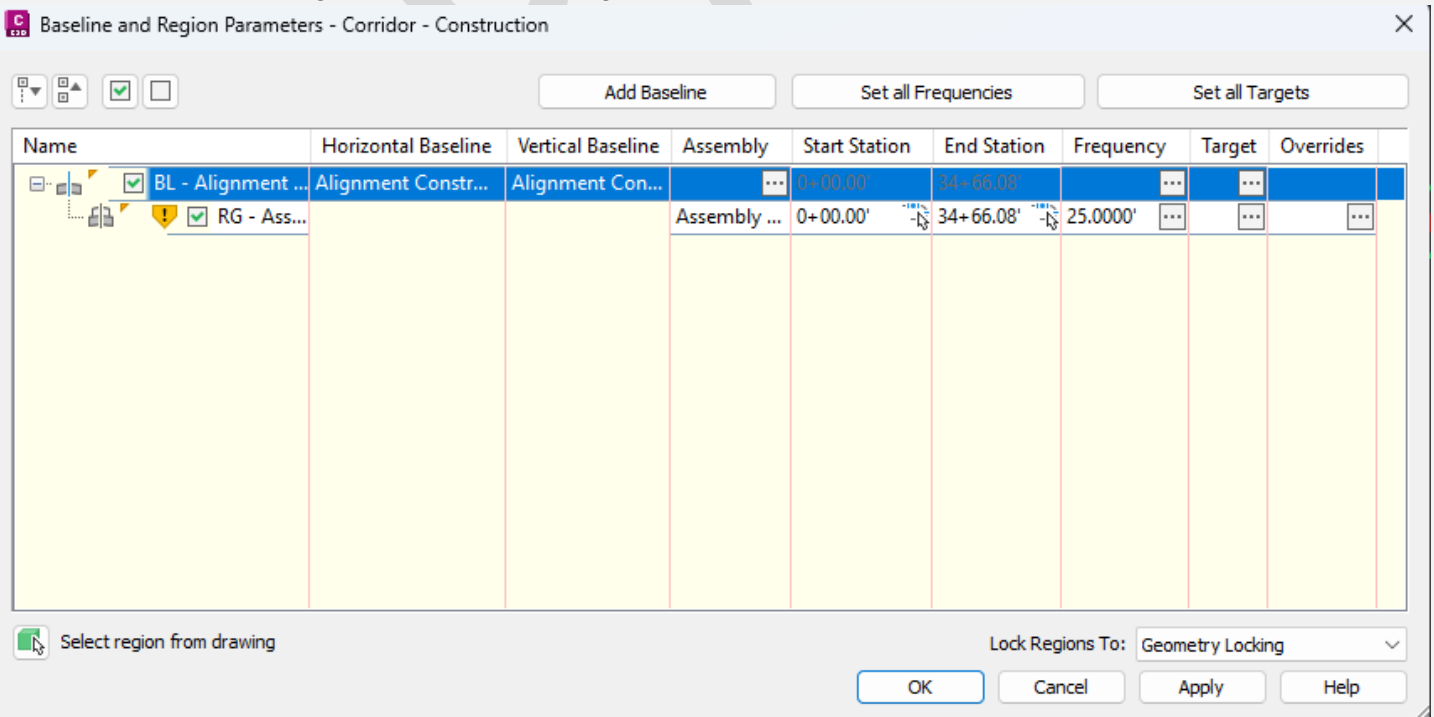 Baseline and Region Parameters - Corridor - Construction
Add Baseline Set all Frequencies Set all Targets
Name Horizontal Baseline Vertical Baseline Assembly Start Station End Station Frequency Target Overrides
BL - Alignment ... Alignment Constr... Alignment Con... ... 0+00.00' 34+66.08' ... ...
RG - Ass... Assembly ... 0+00.00' 34+66.08' 25.0000' ... ... ...
Select region from drawing Lock Regions To: Geometry Locking
OK Cancel Apply Help